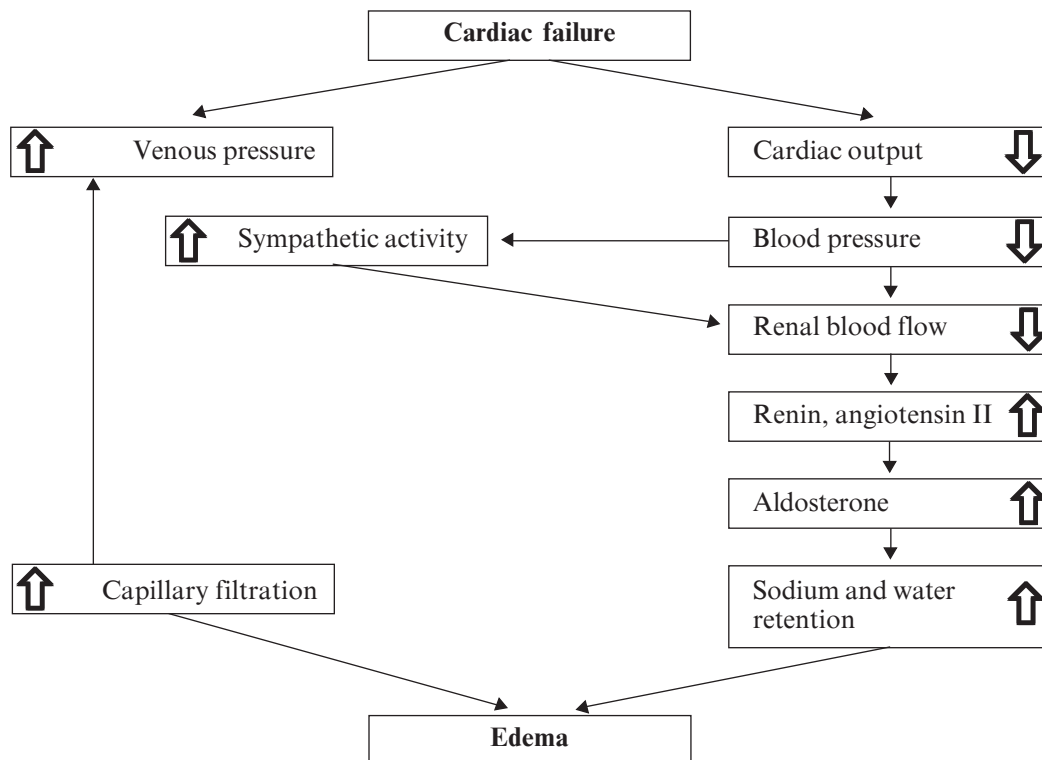 Cardiac failure
Venous pressure
Cardiac output
Sympathetic activity
Blood pressure
Renal blood flow
Renin, angiotensin II
Aldosterone
Capillary filtration
Sodium and water
retention
Edema